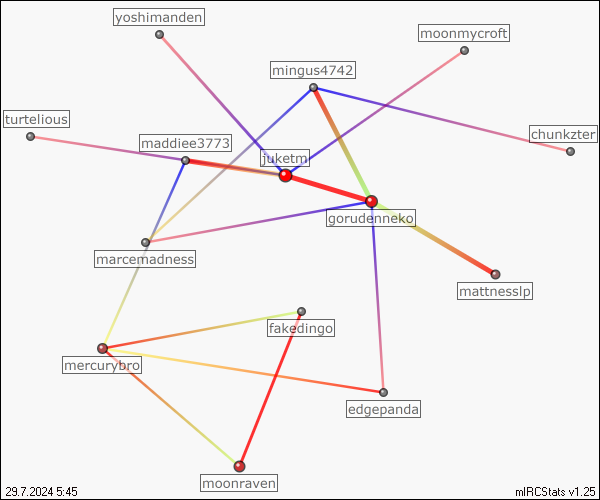 yoshimanden
moonmycroft
mingus4742
turtelious
chunkzter
maddiee3773
juketm
gorudenneko
marcemadness
mattnesslp
fakedingo
mercurybro
edgepanda
moonraven
29.7.2024 5:45
mIRCStats v1.25